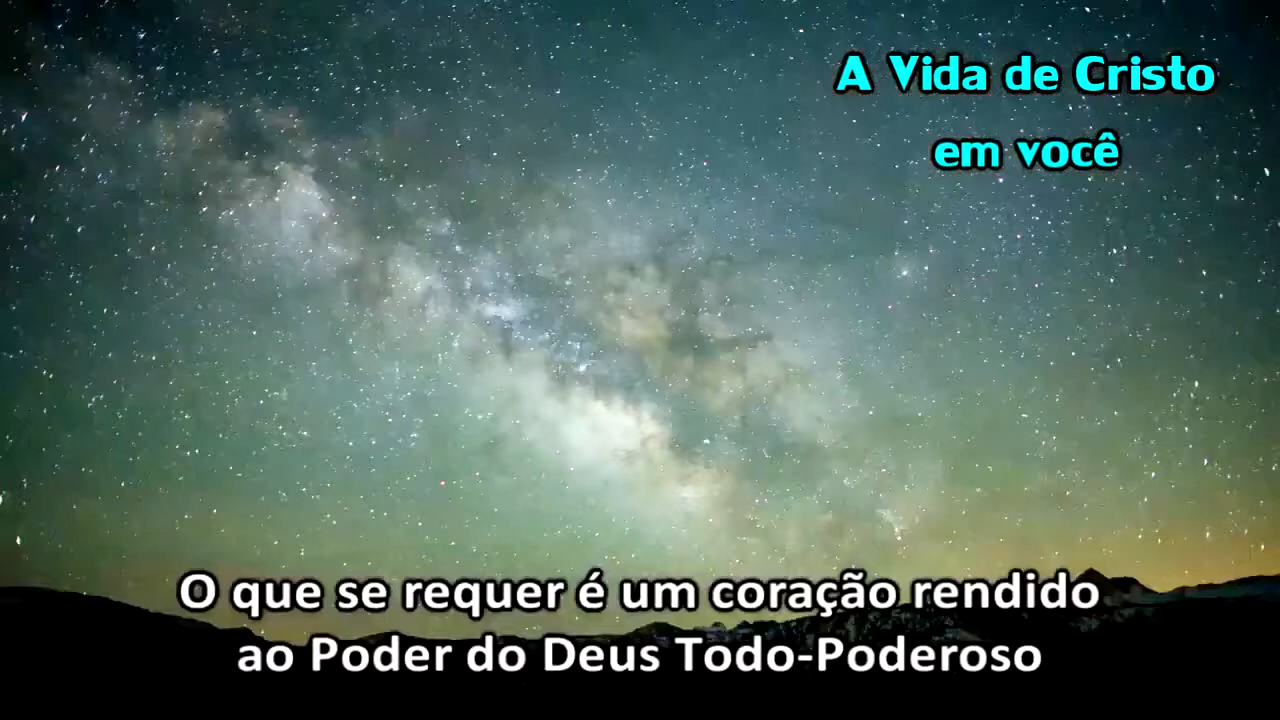 A Vida de Cristo
em você
O que se requer é um coração rendido
ao Poder do Deus Todo-Poderoso